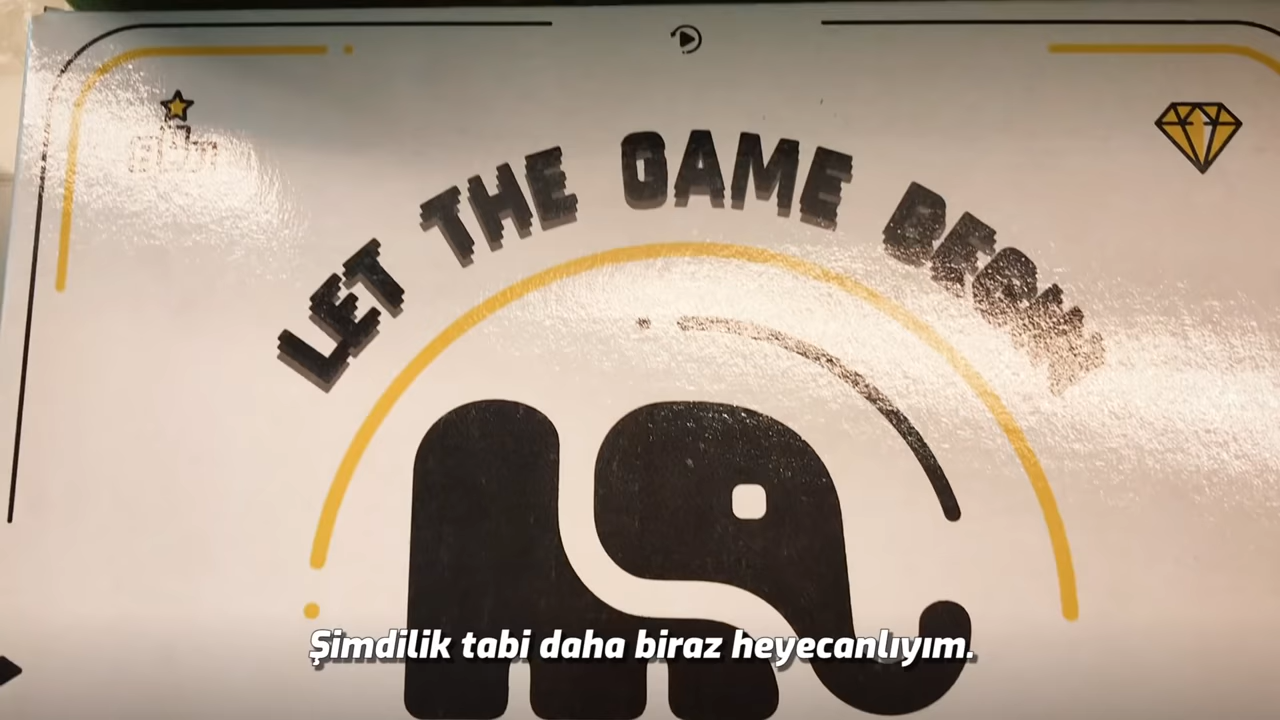 LET THE GAME BEGIN
Şimdilik tabi daha biraz heyecanlıyım.